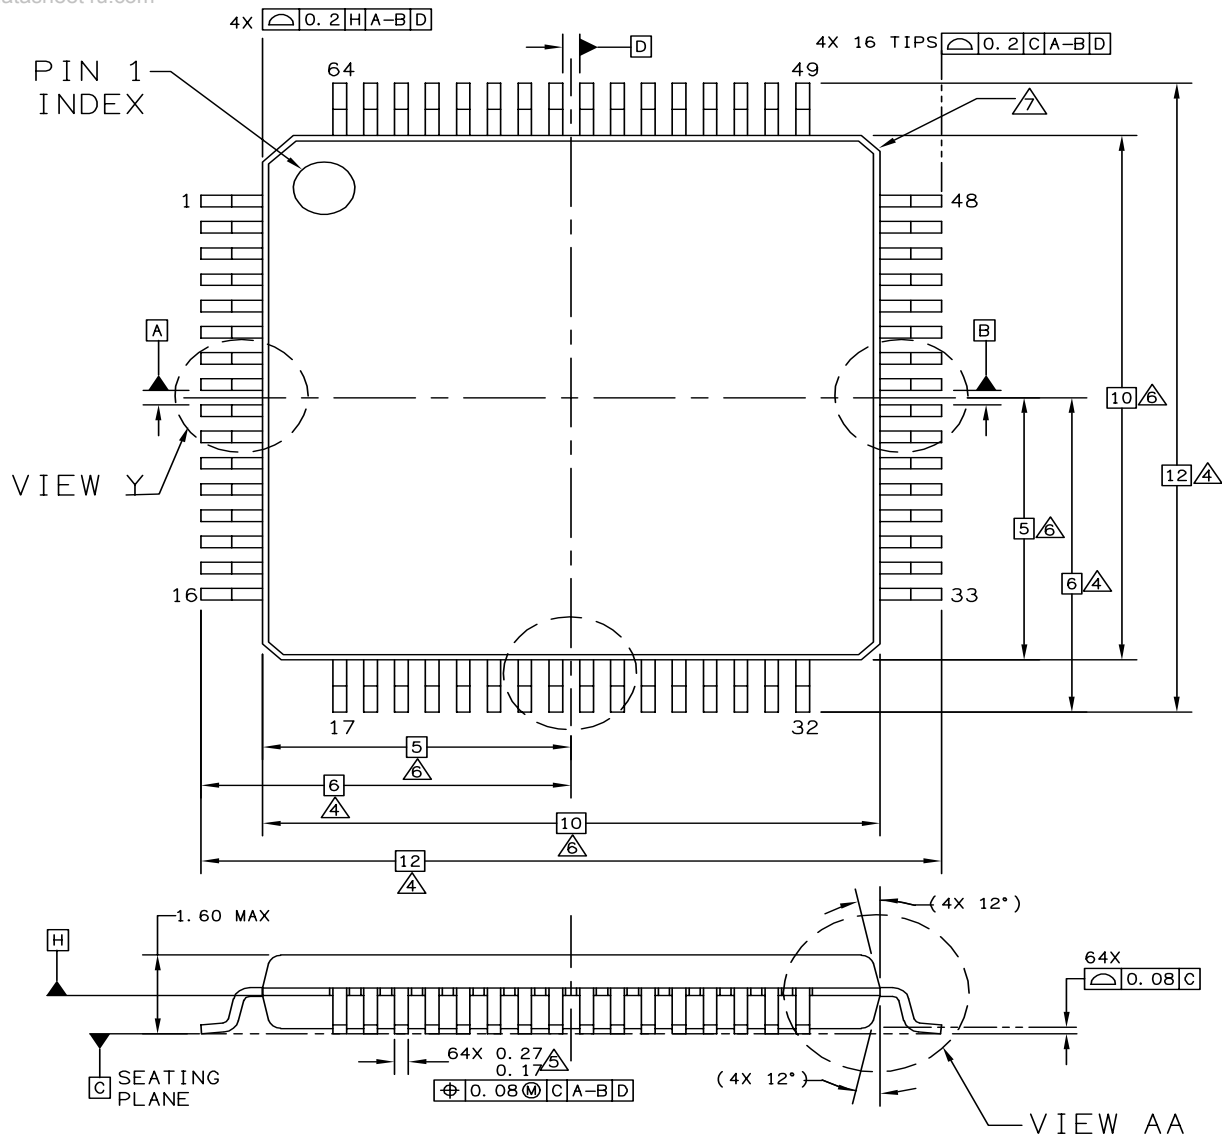 4X ⌓ 0.2 H A-B D
D
4X 16 TIPS ⌓ 0.2 C A-B D
PIN 1
INDEX
64
49
7
1
48
A
B
10 6
12 4
VIEW Y
5 6
6 4
16
33
17
32
5
6
6
4
10
6
12
4
1.60 MAX
(4X 12°)
H
64X
⌓ 0.08 C
64X 0.27
0.17 5
⌖ 0.08 Ⓜ C A-B D
(4X 12°)
C SEATING
PLANE
VIEW AA